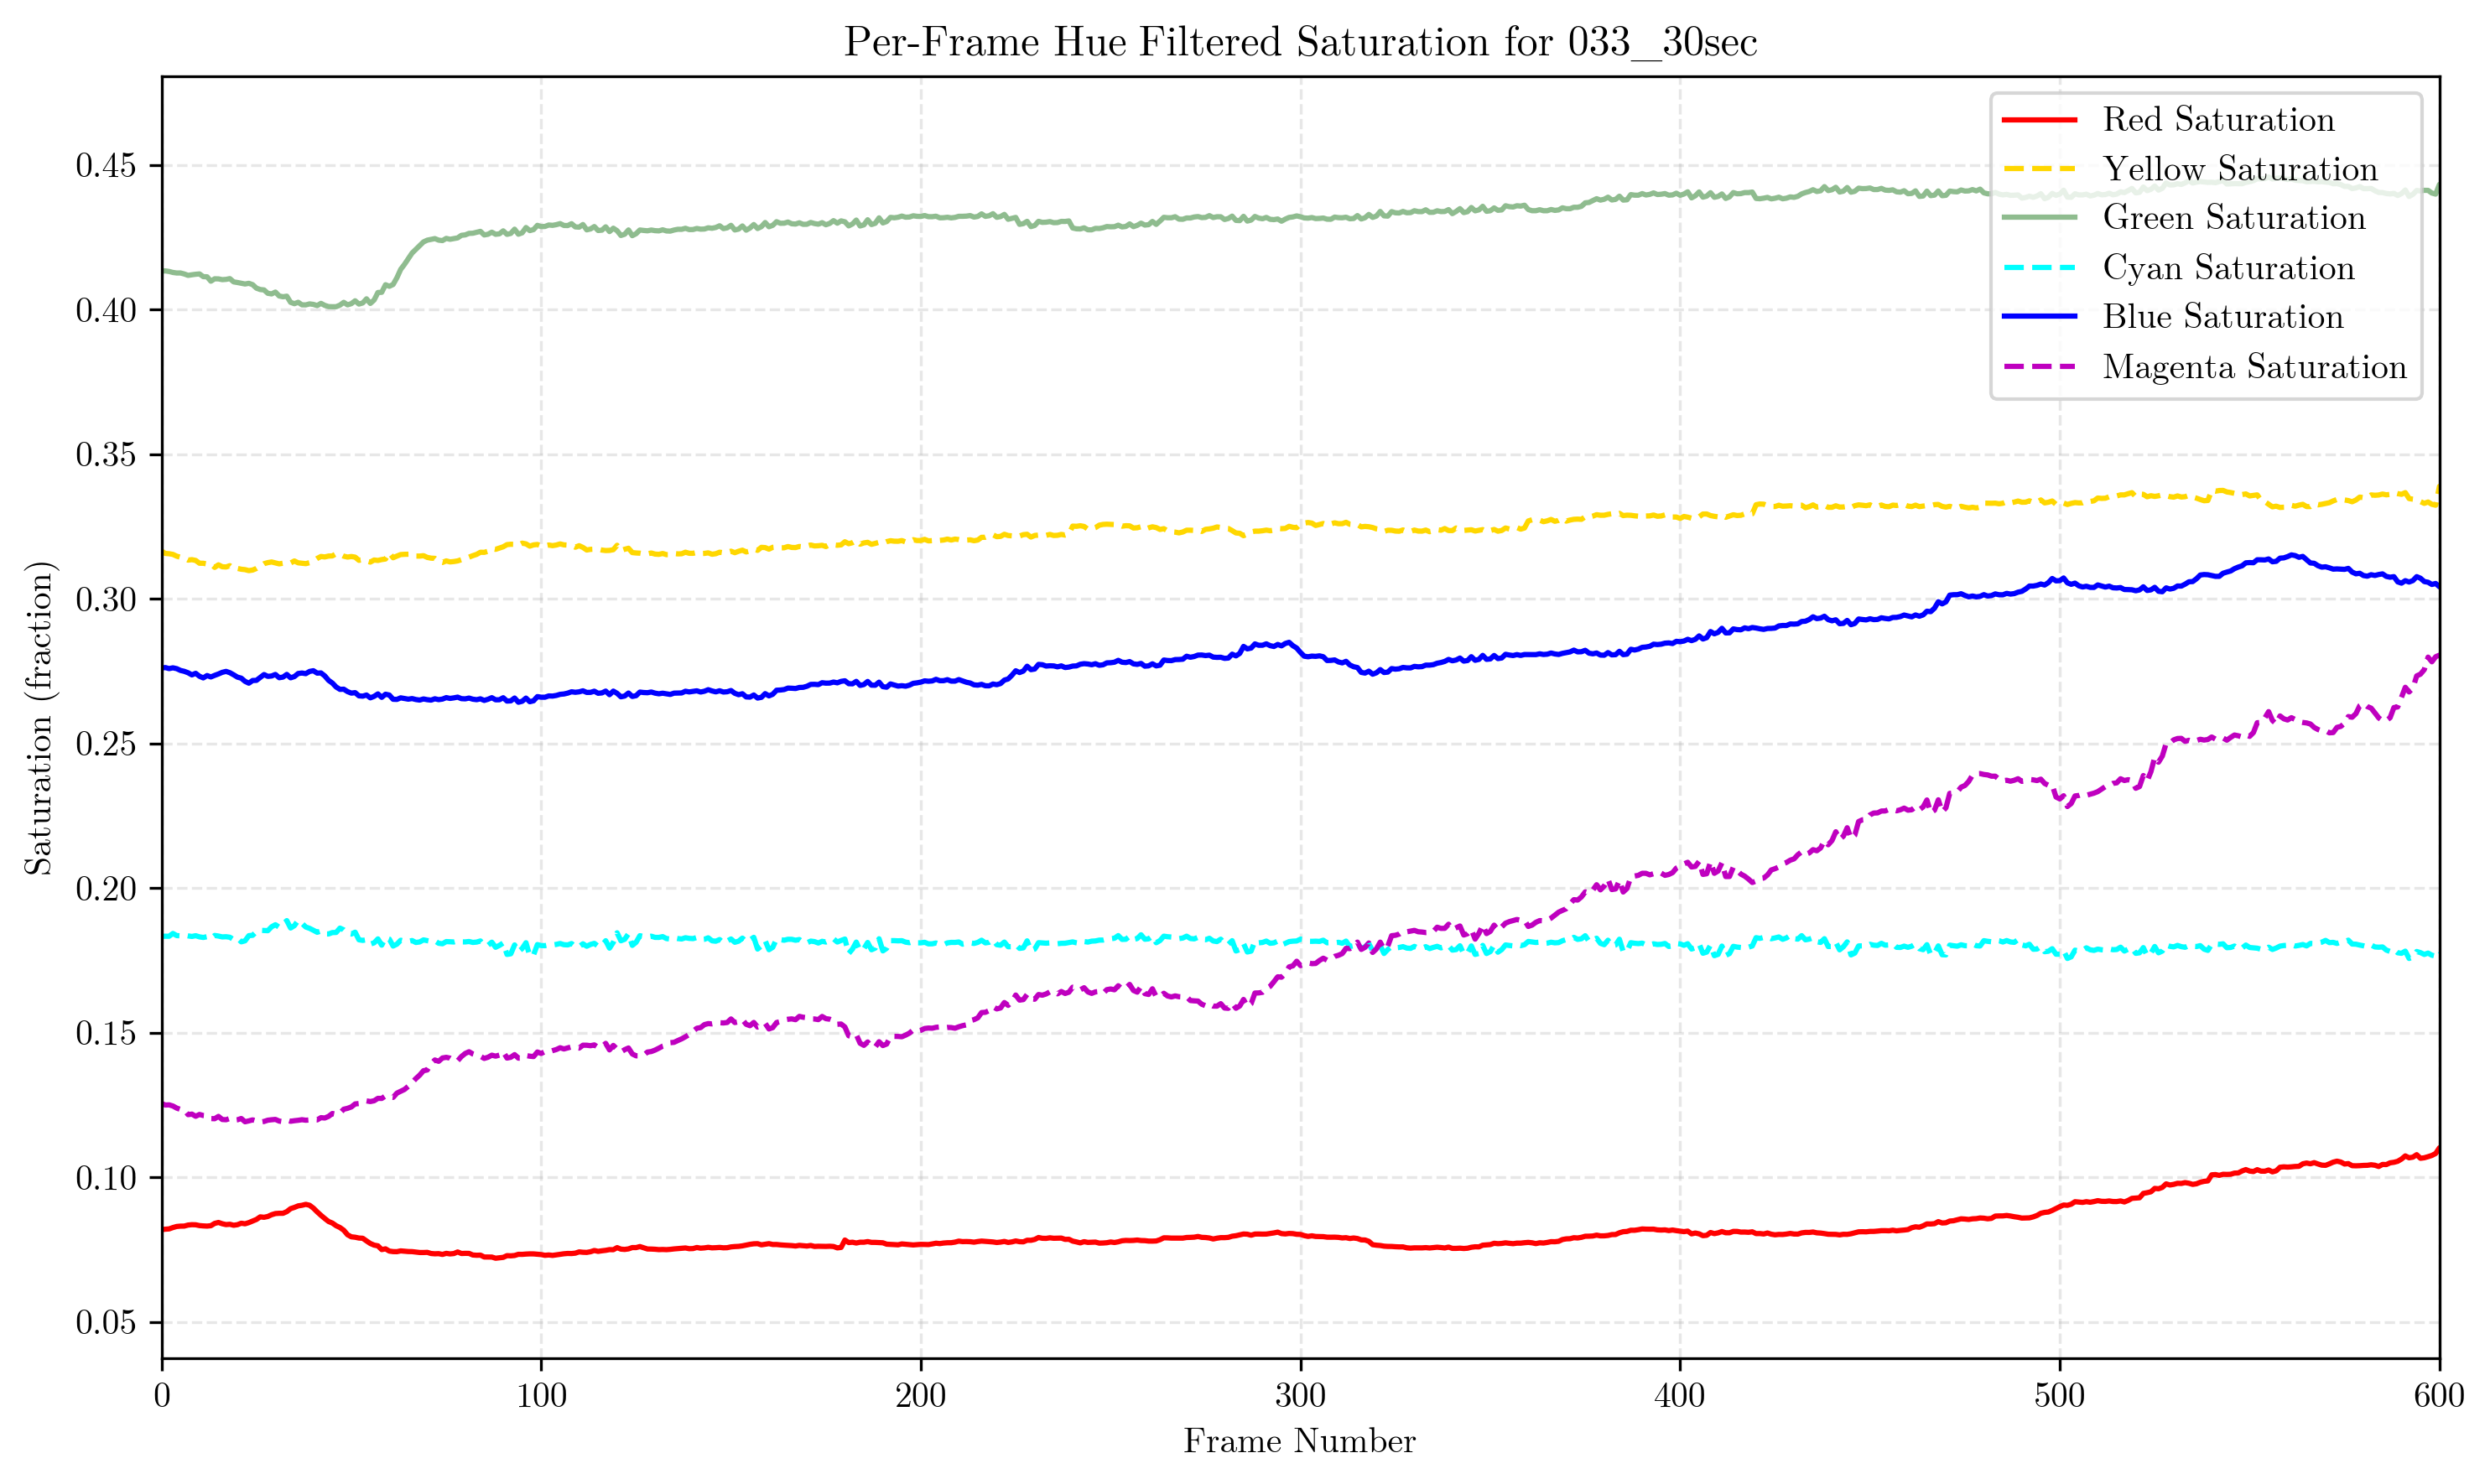 Per-Frame Hue Filtered Saturation for 033_30sec
Red Saturation
Yellow Saturation
Green Saturation
Cyan Saturation
Blue Saturation
Magenta Saturation
Saturation (fraction)
0.45
0.40
0.35
0.30
0.25
0.20
0.15
0.10
0.05
0 100 200 300 400 500 600
Frame Number